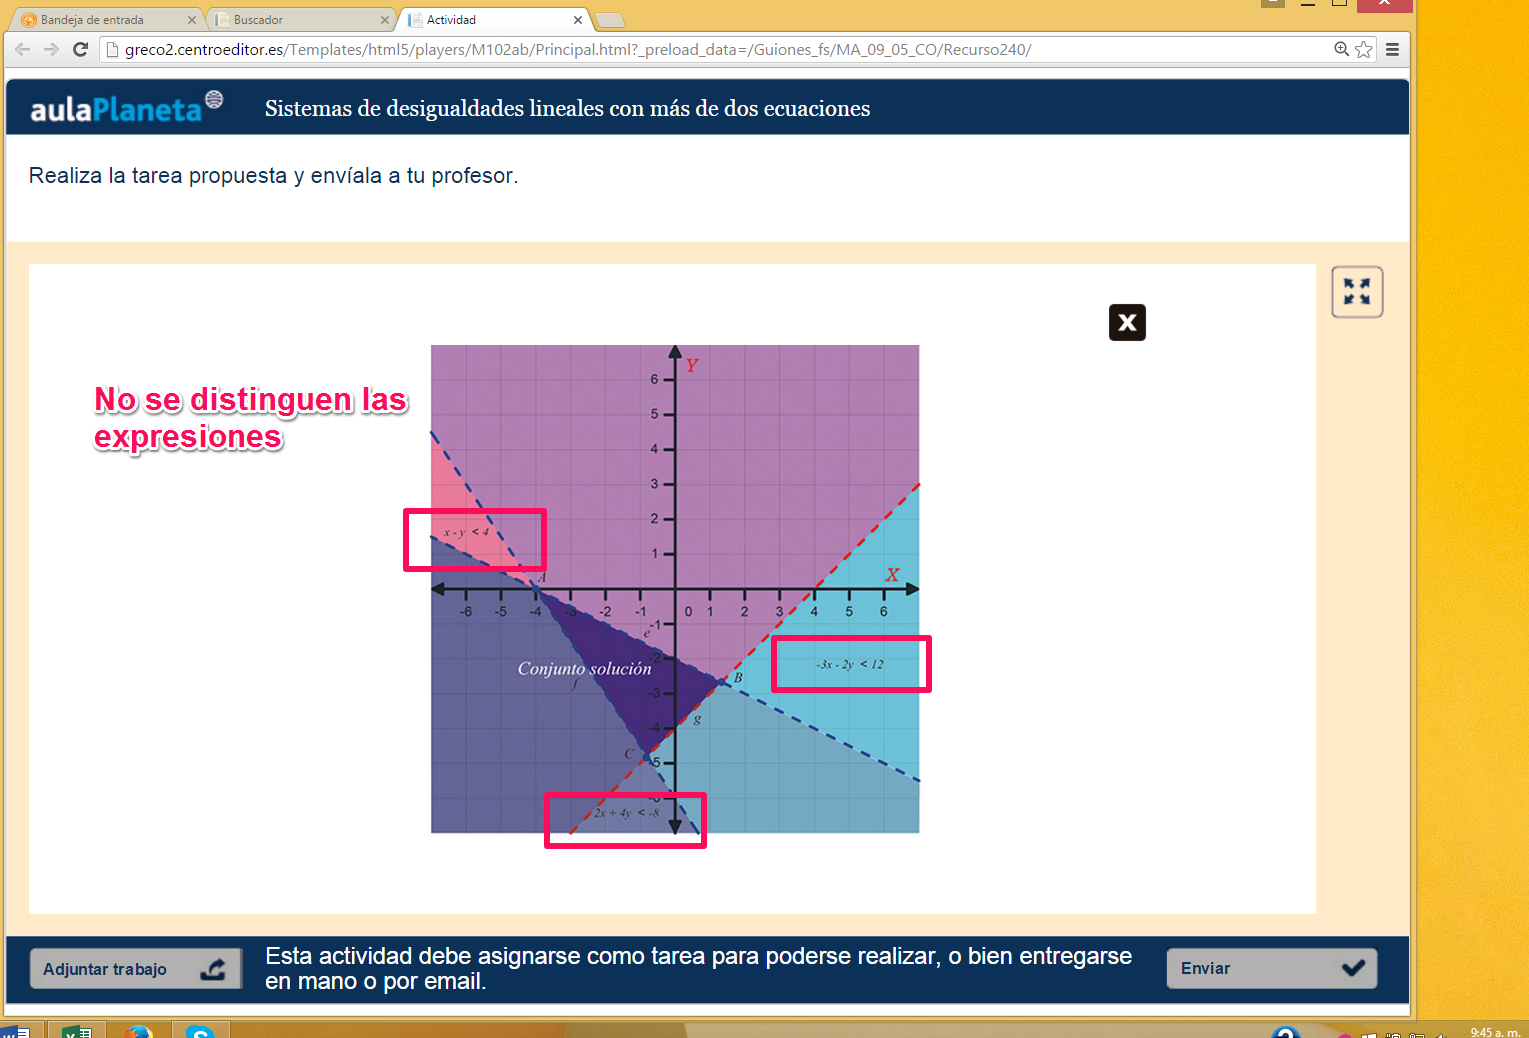 Bandeja de entrada
Buscador
Actividad
greco2.centroeditor.es/Templates/html5/players/M102ab/Principal.html?_preload_data=/Guiones_fs/MA_09_05_CO/Recurso240/
aulaPlaneta
Sistemas de desigualdades lineales con más de dos ecuaciones
Realiza la tarea propuesta y envíala a tu profesor.
X
No se distinguen las
expresiones
Y
6
5
4
3
2
1
x - y < 4
A
X
-6 -5 -4 -3 -2 -1 0 1 2 3 4 5 6
-1
e
-2
Conjunto solución
-3x - 2y < 12
B
f
-3
g
-4
C
-5
-6
2x + 4y < -8
Adjuntar trabajo
Esta actividad debe asignarse como tarea para poderse realizar, o bien entregarse
en mano o por email.
Enviar
9:45 a. m.